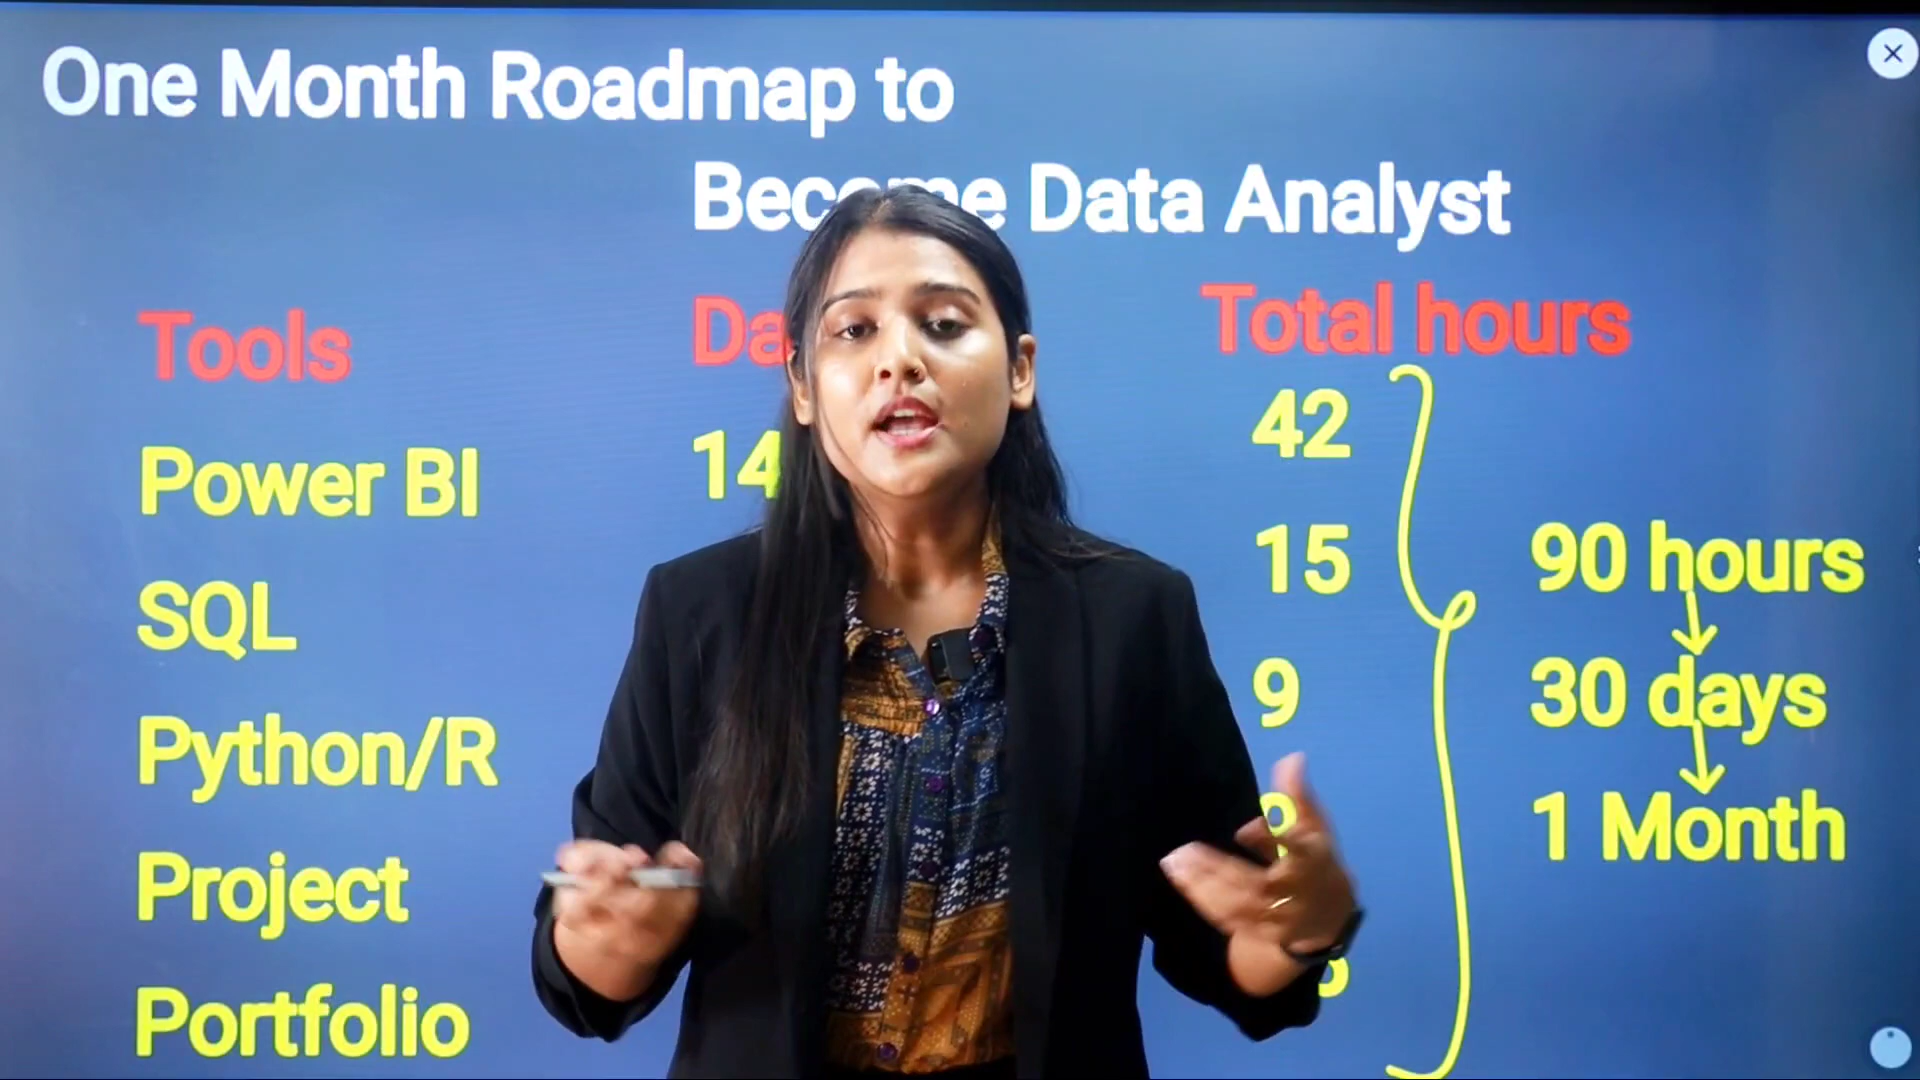 One Month Roadmap to
Become Data Analyst
Tools Total hours
Power BI 14 42
SQL 15 90 hours
Python/R 9 30 days
Project 1 Month
Portfolio